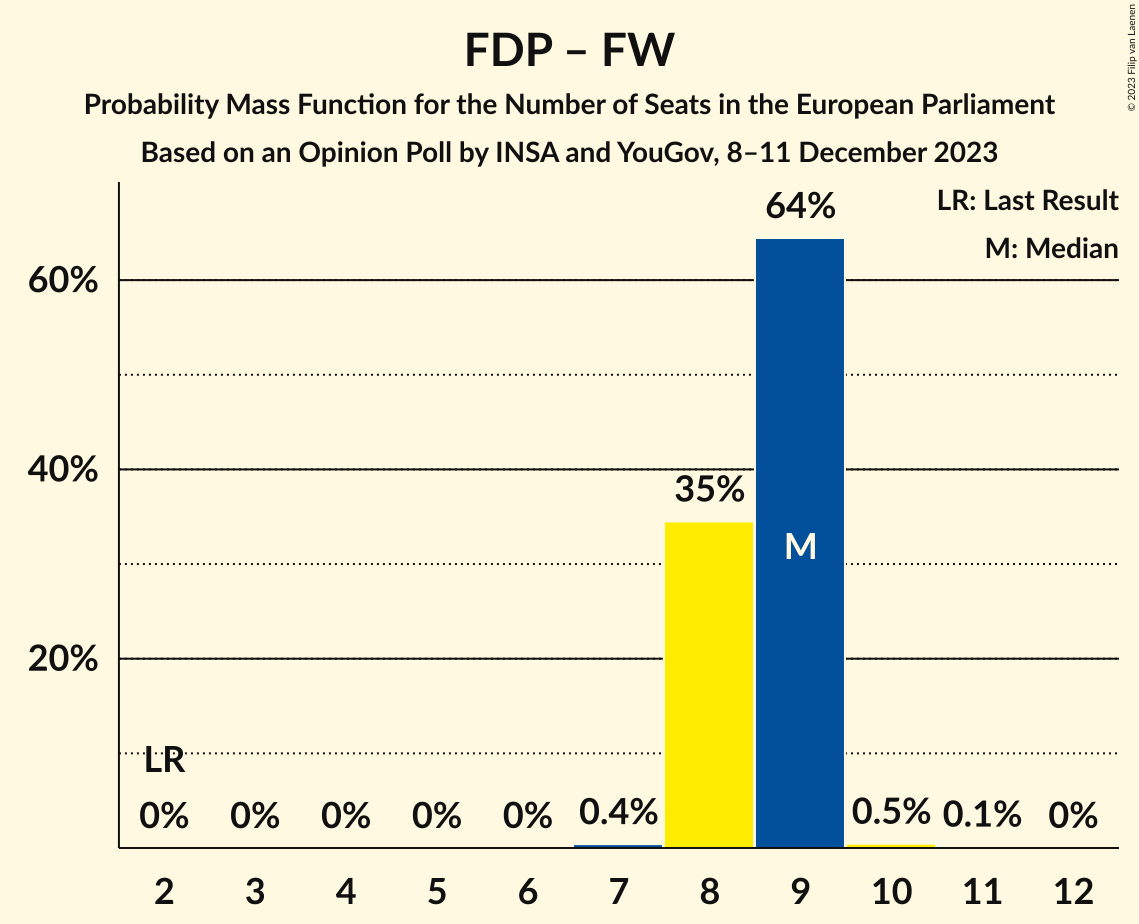 FDP – FW
Probability Mass Function for the Number of Seats in the European Parliament
Based on an Opinion Poll by INSA and YouGov, 8–11 December 2023
© 2023 Filip van Laenen
LR: Last Result
M: Median
64%
60%
40%
35%
M
20%
LR
0% 0% 0% 0% 0% 0.4% 0.5% 0.1% 0%
2 3 4 5 6 7 8 9 10 11 12